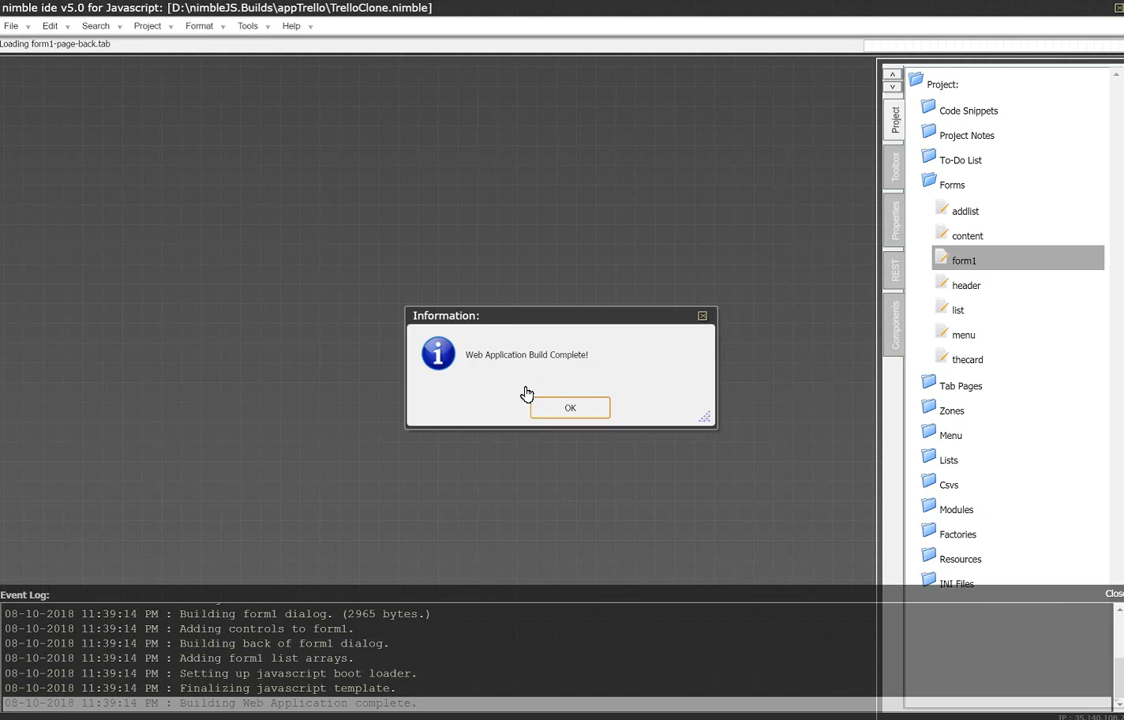 nimble ide v5.0 for Javascript: [D:\nimbleJS.Builds\appTrello\TrelloClone.nimble]
File Edit Search Project Format Tools Help
Loading form1-page-back.tab
Project
Toolbox
Properties
REST
Components
Project:
Code Snippets
Project Notes
To-Do List
Forms
addlist
content
form1
header
list
menu
thecard
Tab Pages
Zones
Menu
Lists
Csvs
Modules
Factories
Resources
INI Files
Information:
Web Application Build Complete!
OK
Event Log:
Clos
08-10-2018 11:39:14 PM : Building form1 dialog. (2965 bytes.)
08-10-2018 11:39:14 PM : Adding controls to form1.
08-10-2018 11:39:14 PM : Building back of form1 dialog.
08-10-2018 11:39:14 PM : Adding form1 list arrays.
08-10-2018 11:39:14 PM : Setting up javascript boot loader.
08-10-2018 11:39:14 PM : Finalizing javascript template.
08-10-2018 11:39:14 PM : Building Web Application complete.